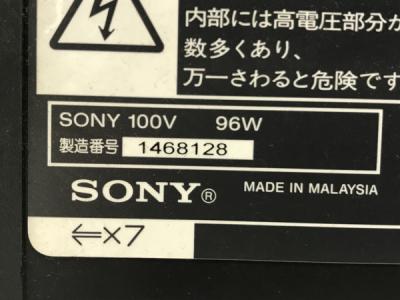 内部には高電圧部分が
数多くあり、
万一さわると危険です
SONY 100V 96W
製造番号 1468128
SONY® MADE IN MALAYSIA
⇐×7